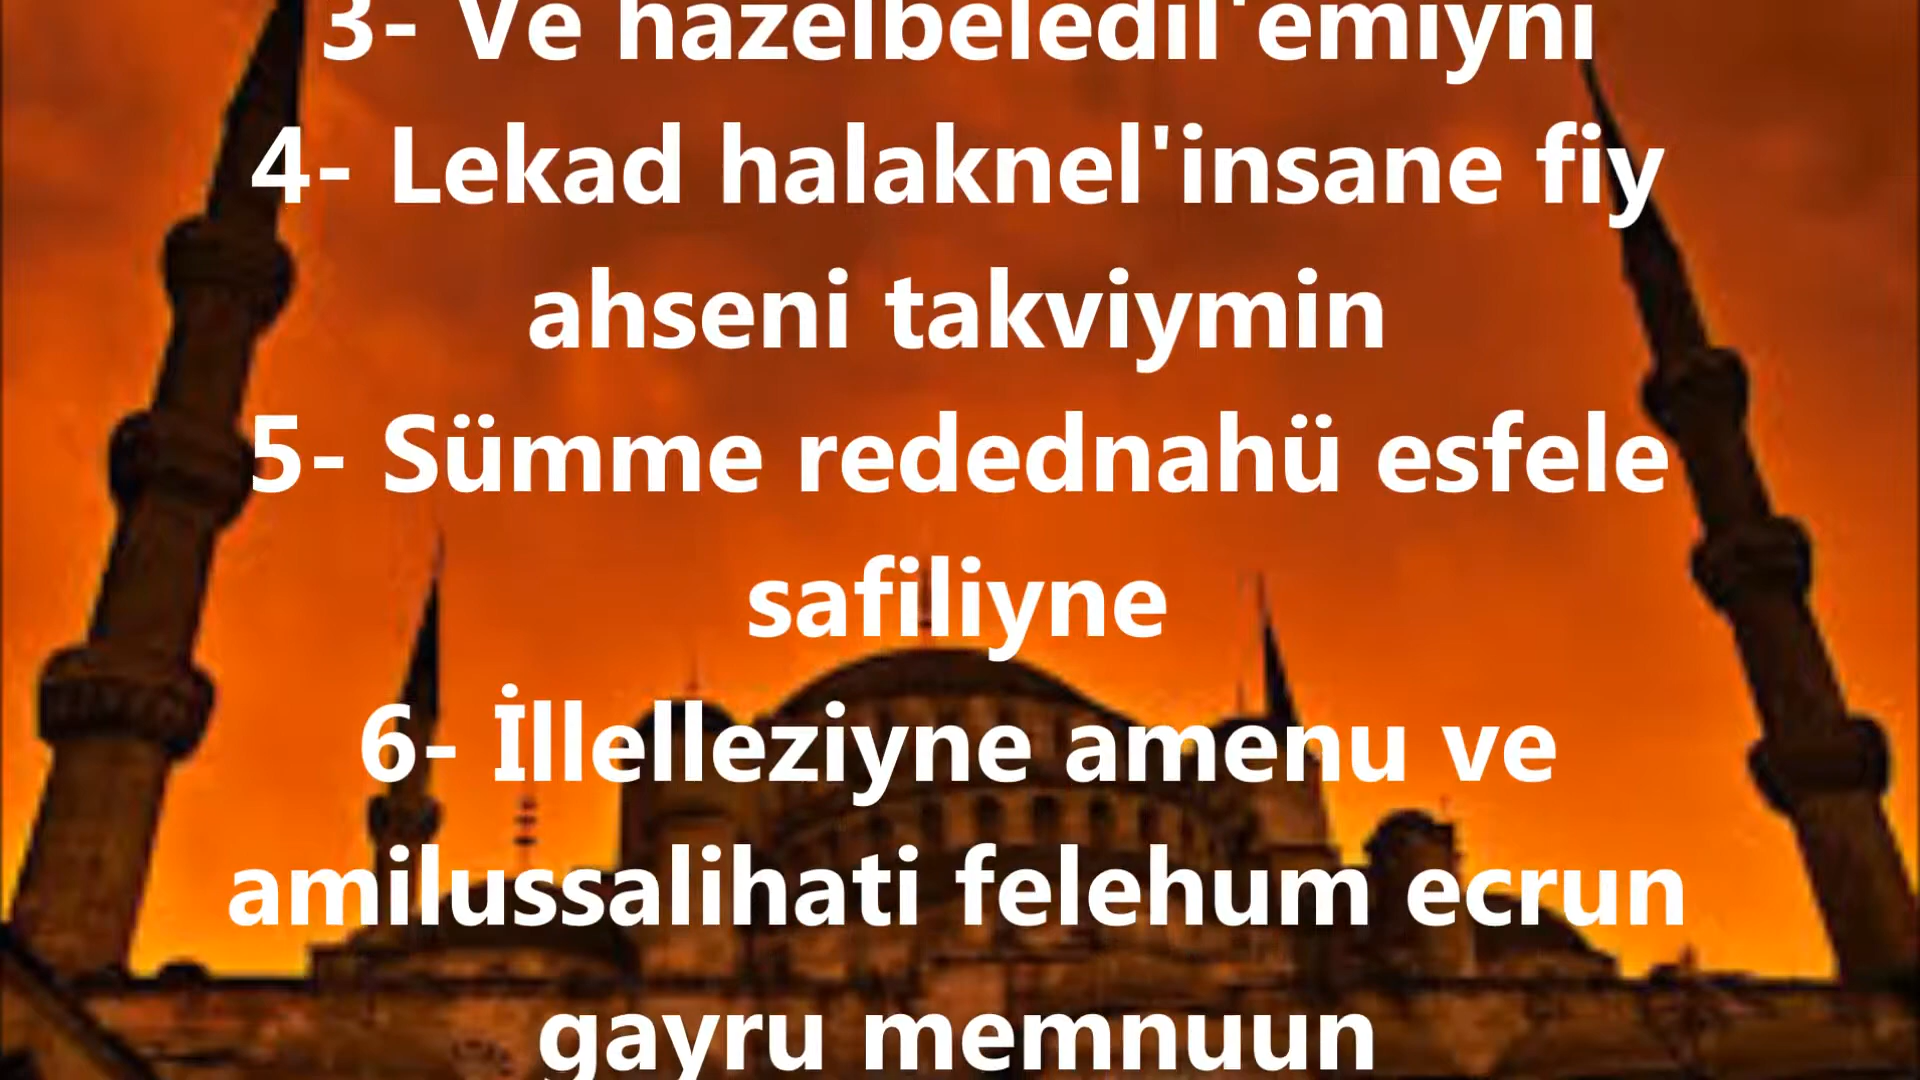 3- Ve hazelbeledil'emiyni
4- Lekad halaknel'insane fiy
ahseni takviymin
5- Sümme redednahü esfele
safiliyne
6- İllelleziyne amenu ve
amilussalihati felehum ecrun
gayru memnuun